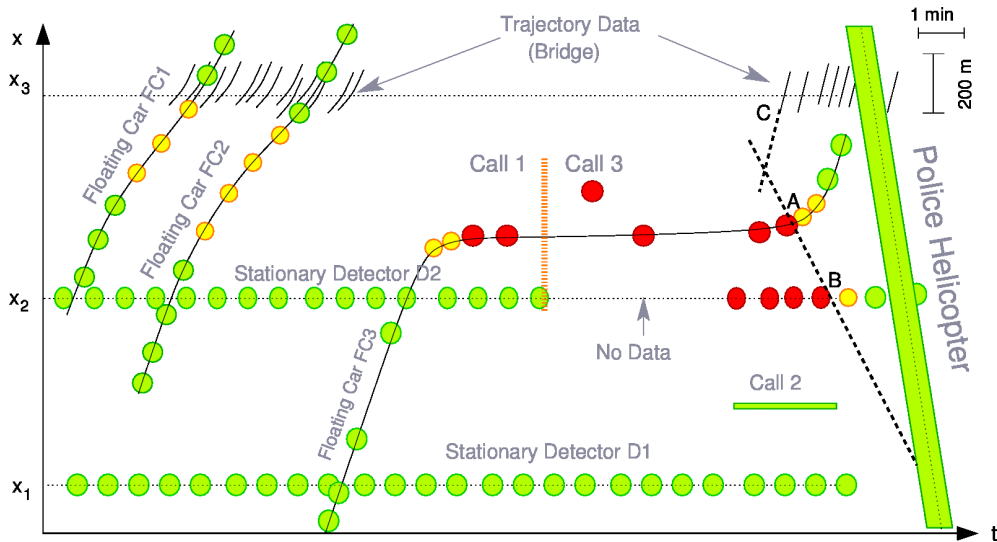 Trajectory Data
(Bridge)
1 min
200 m
x
x3
C
Floating Car FC1
Floating Car FC2
Call 1
Call 3
A
Police Helicopter
Stationary Detector D2
x2
B
No Data
Floating Car FC3
Call 2
Stationary Detector D1
x1
t